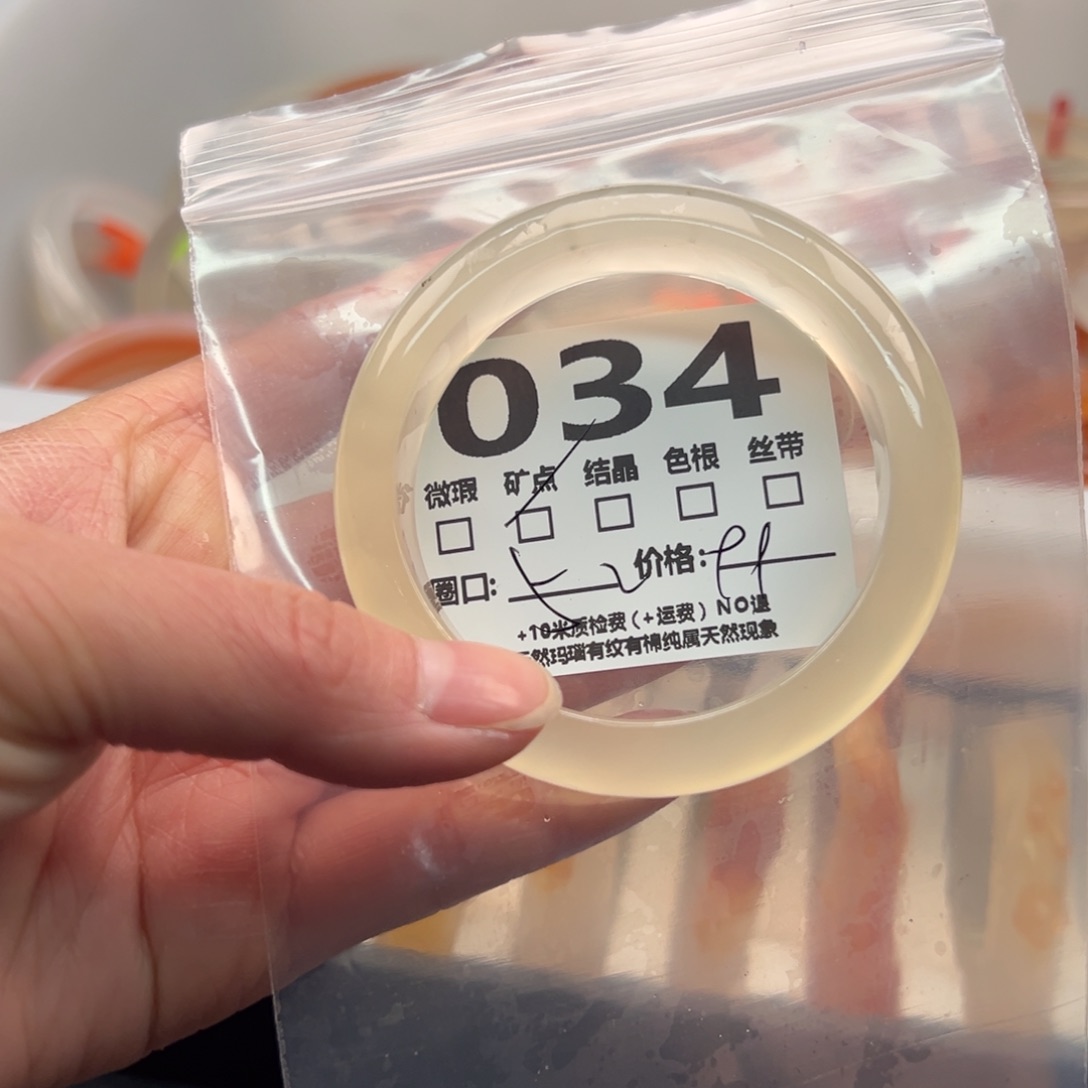 034
微瑕 矿点 结晶 色根 丝带
圈口: 价格:
+10米质检费(+运费)NO退
然玛瑙有纹有棉纯属天然现象